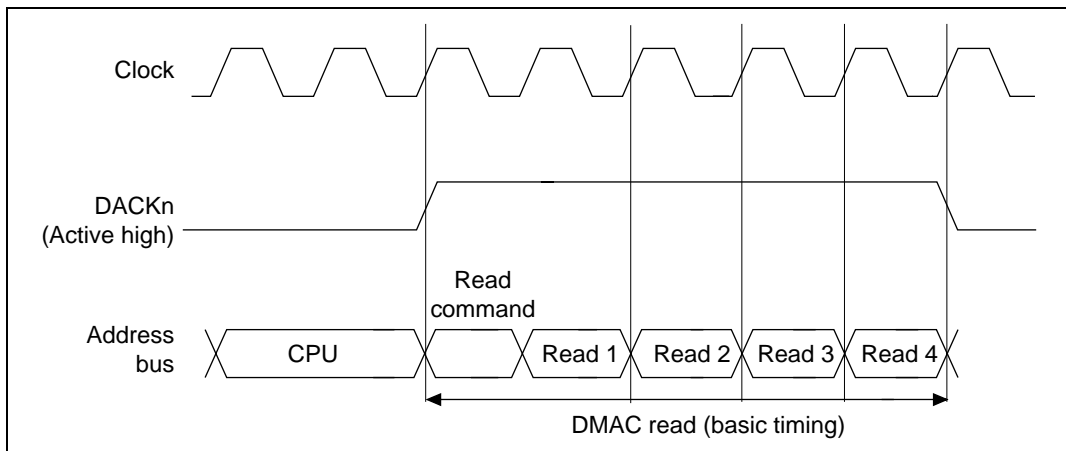 Clock
DACKn
(Active high)
Read
command
Address
bus
CPU
Read 1
Read 2
Read 3
Read 4
DMAC read (basic timing)